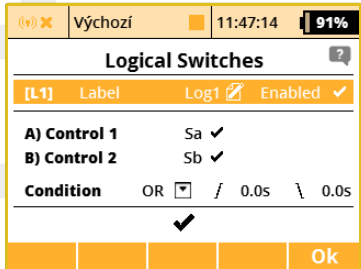 Výchozí 11:47:14 91%
Logical Switches ?
[L1] Label Log1 Enabled
A) Control 1 Sa
B) Control 2 Sb
Condition OR / 0.0s \ 0.0s
Ok